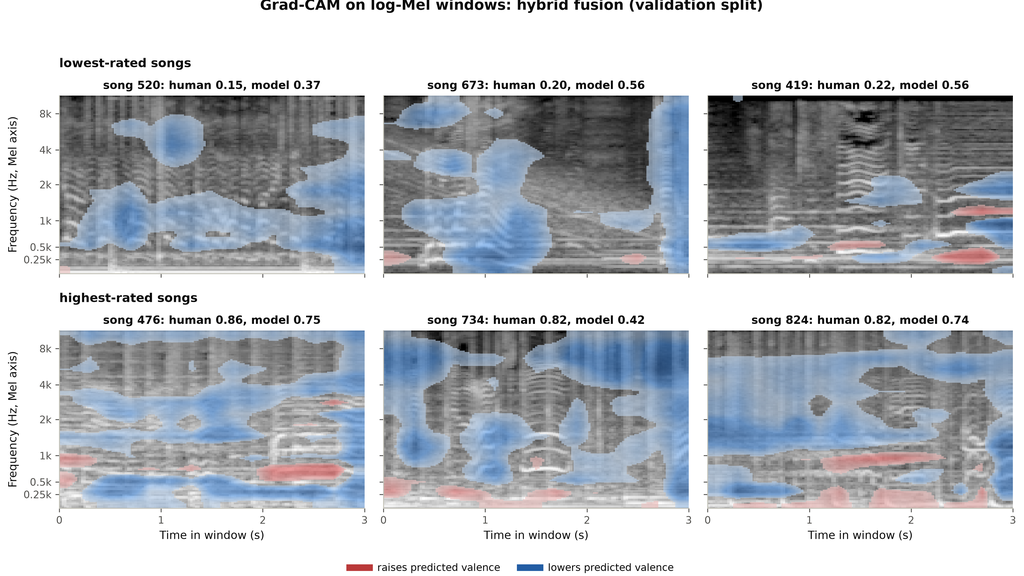 Grad-CAM on log-Mel windows: hybrid fusion (validation split)
lowest-rated songs
song 520: human 0.15, model 0.37
song 673: human 0.20, model 0.56
song 419: human 0.22, model 0.56
Frequency (Hz, Mel axis)
8k
4k
2k
1k
0.5k
0.25k
highest-rated songs
song 476: human 0.86, model 0.75
song 734: human 0.82, model 0.42
song 824: human 0.82, model 0.74
Frequency (Hz, Mel axis)
8k
4k
2k
1k
0.5k
0.25k
0 1 2 3
0 1 2 3
0 1 2 3
Time in window (s)
Time in window (s)
Time in window (s)
raises predicted valence
lowers predicted valence